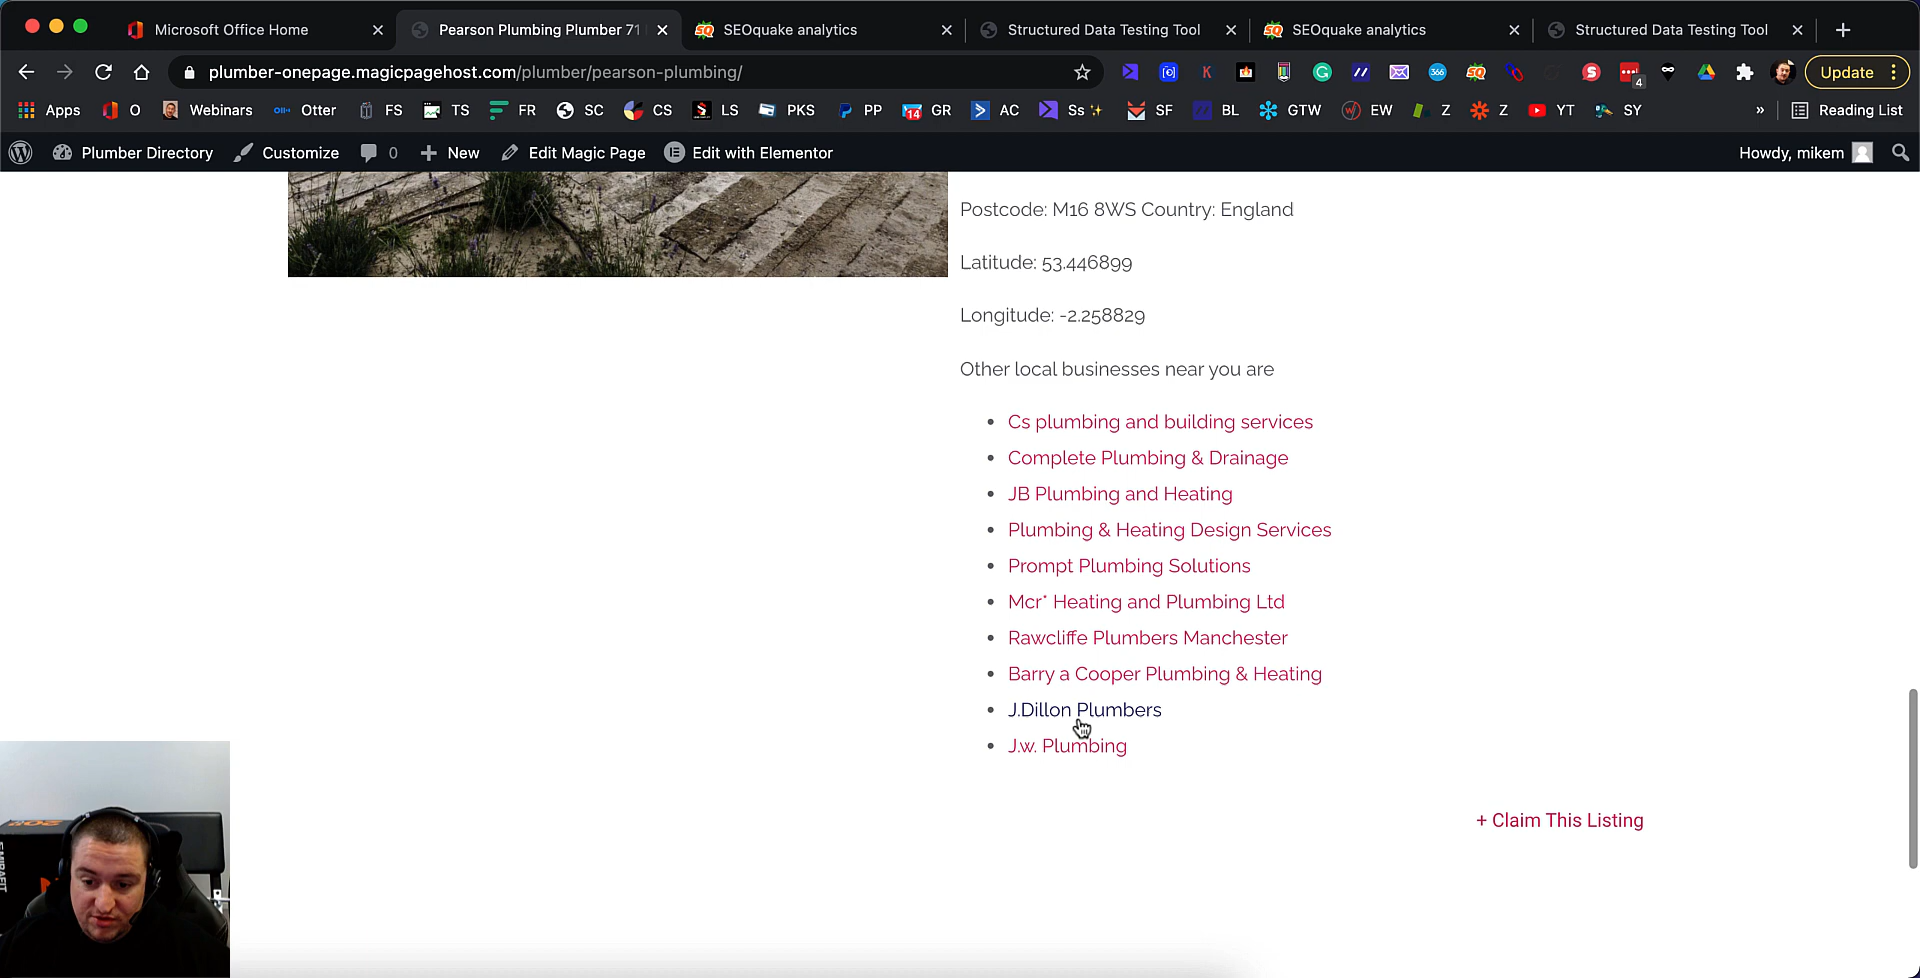 Microsoft Office Home
Pearson Plumbing Plumber 71
SEOquake analytics
Structured Data Testing Tool
SEOquake analytics
Structured Data Testing Tool
plumber-onepage.magicpagehost.com/plumber/pearson-plumbing/
4
Update
Apps
O
Webinars
Otter
FS
TS
FR
SC
CS
LS
PKS
PP
14
GR
AC
Ss
SF
BL
GTW
EW
Z
Z
YT
SY
»
Reading List
Plumber Directory
Customize
0
New
Edit Magic Page
Edit with Elementor
Howdy, mikem
Postcode: M16 8WS Country: England
Latitude: 53.446899
Longitude: -2.258829
Other local businesses near you are
Cs plumbing and building services
Complete Plumbing & Drainage
JB Plumbing and Heating
Plumbing & Heating Design Services
Prompt Plumbing Solutions
Mcr* Heating and Plumbing Ltd
Rawcliffe Plumbers Manchester
Barry a Cooper Plumbing & Heating
J.Dillon Plumbers
J.w. Plumbing
+ Claim This Listing